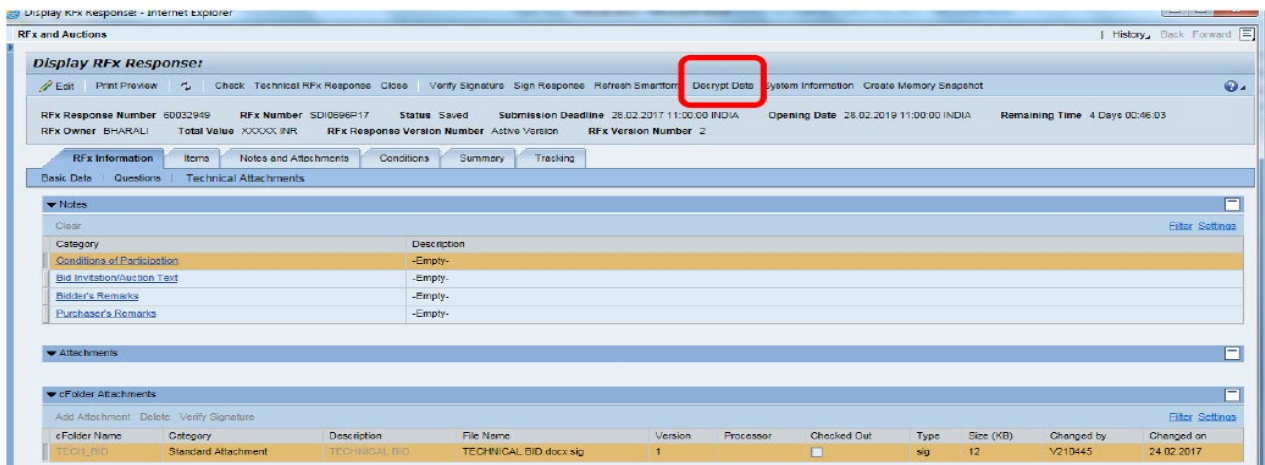 Display RFx Response: - Internet Explorer
RFx and Auctions | History Back Forward
Display RFx Response:
Edit | Print Preview | Check Technical RFx Response Close | Verify Signature Sign Response Refresh Smartform Decrypt Data System Information Create Memory Snapshot
RFx Response Number 60032949 RFx Number SDI0696P17 Status Saved Submission Deadline 28.02.2017 11:00:00 INDIA Opening Date 28.02.2019 11:00:00 INDIA Remaining Time 4 Days 00:46:03
RFx Owner BHARALI Total Value XXXXX INR RFx Response Version Number Active Version RFx Version Number 2
RFx Information Items Notes and Attachments Conditions Summary Tracking
Basic Data | Questions | Technical Attachments
Notes
Clear Filter Settings
Category Description
Conditions of Participation -Empty-
Bid Invitation/Auction Text -Empty-
Bidder's Remarks -Empty-
Purchaser's Remarks -Empty-
Attachments
cFolder Attachments
Add Attachment Delete Verify Signature Filter Settings
cFolder Name Category Description File Name Version Processor Checked Out Type Size (KB) Changed by Changed on
TECH_BID Standard Attachment TECHNICAL BID TECHNICAL BID.docx.sig 1 sig 12 V210445 24.02.2017